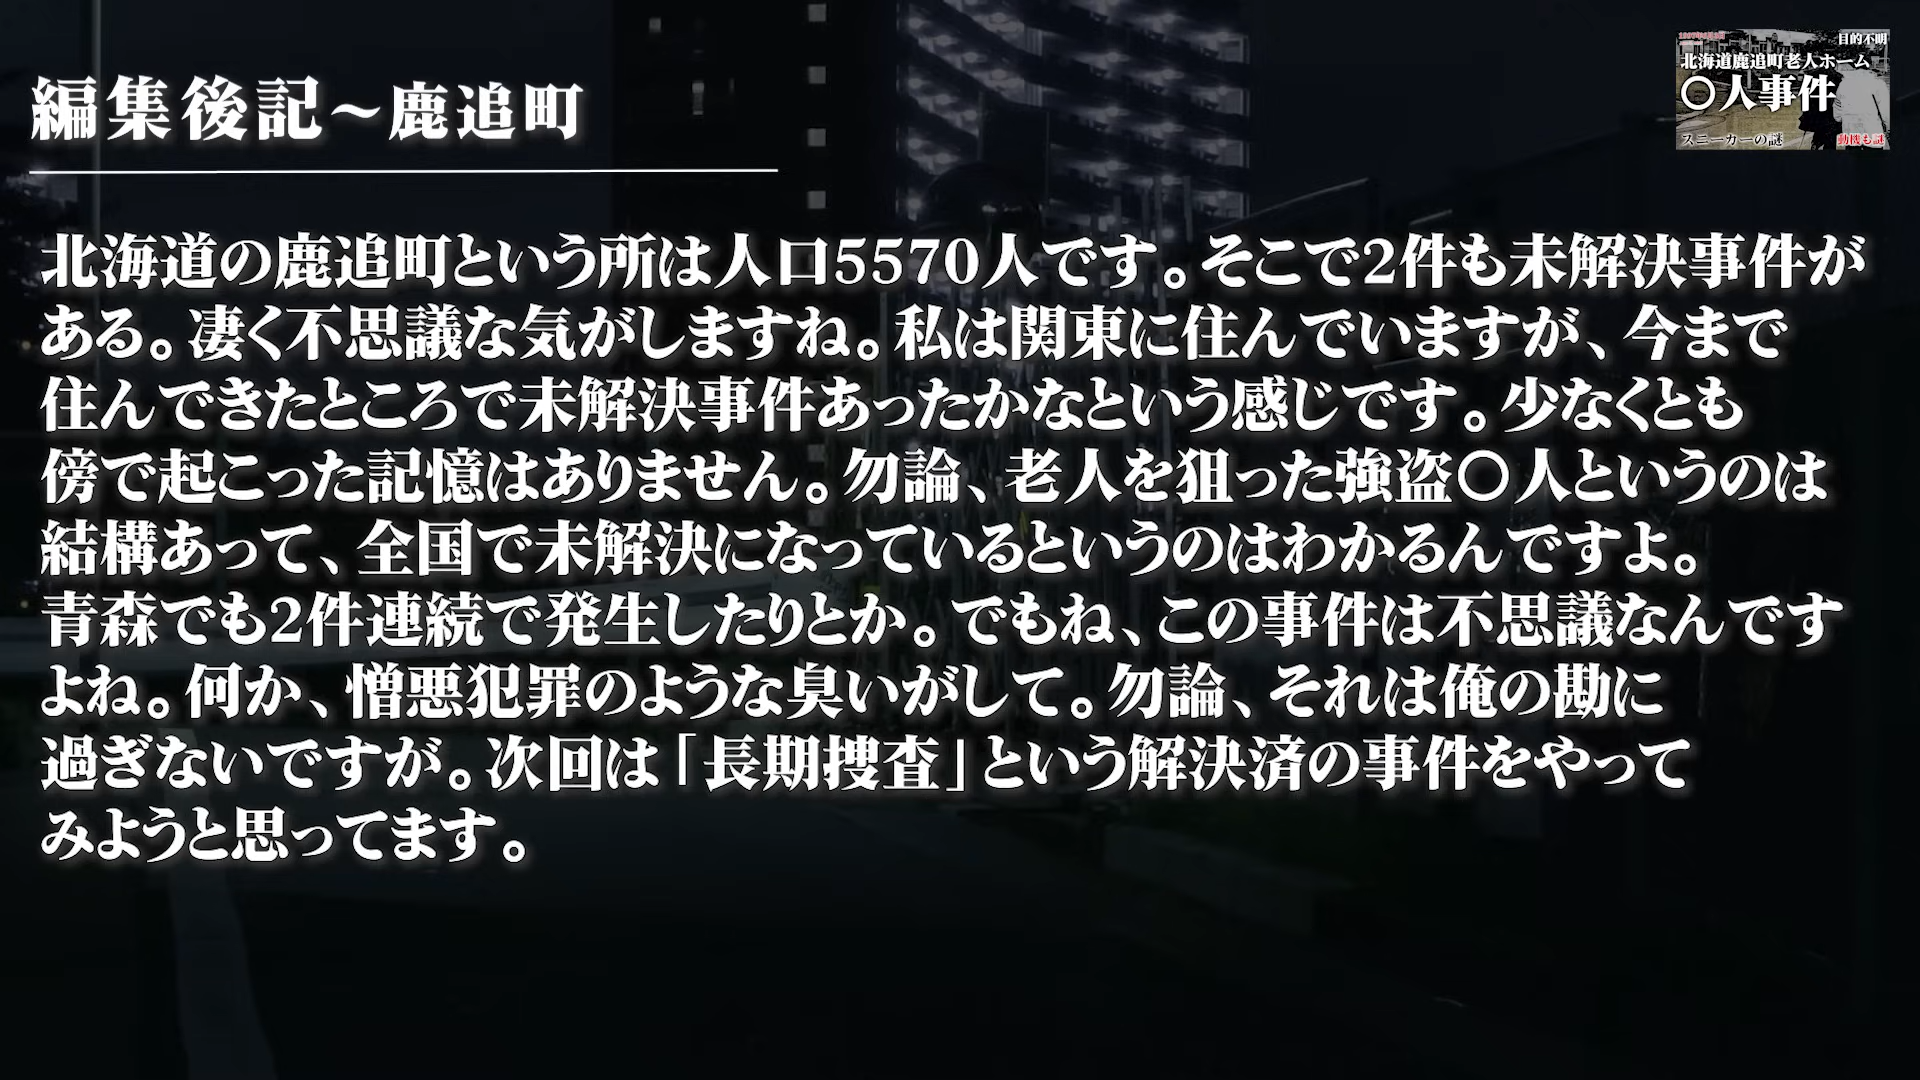 編集後記～鹿追町
目的不明
北海道鹿追町老人ホーム
〇人事件
スニーカーの謎
動機も謎
北海道の鹿追町という所は人口5570人です。そこで2件も未解決事件が
ある。凄く不思議な気がしますね。私は関東に住んでいますが、今まで
住んできたところで未解決事件あったかなという感じです。少なくとも
傍で起こった記憶はありません。勿論、老人を狙った強盗〇人というのは
結構あって、全国で未解決になっているというのはわかるんですよ。
青森でも2件連続で発生したりとか。でもね、この事件は不思議なんです
よね。何か、憎悪犯罪のような臭いがして。勿論、それは俺の勘に
過ぎないですが。次回は「長期捜査」という解決済の事件をやって
みようと思ってます。